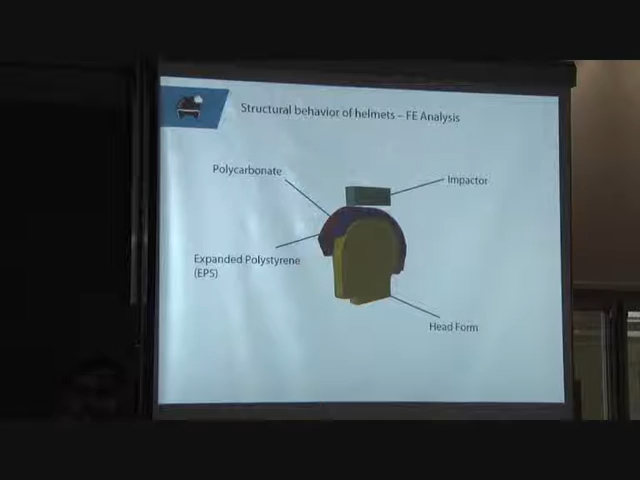 Structural behavior of helmets – FE Analysis
Polycarbonate
Impactor
Expanded Polystyrene
(EPS)
Head Form